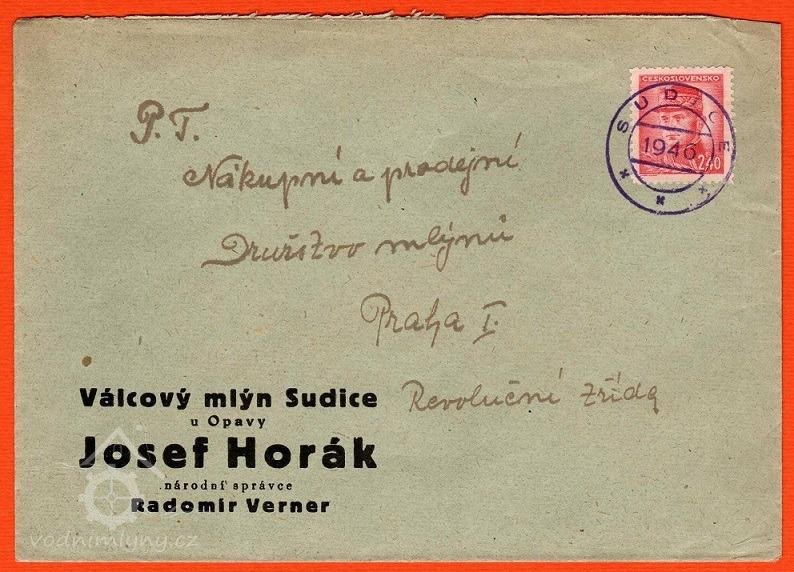 ČESKOSLOVENSKO
2·40
SUDICE
1946
P. T.
Nákupní a prodejní
Družstvo mlýnů
Praha I.
Revoluční třída
Válcový mlýn Sudice
u Opavy
Josef Horák
národní správce
Radomír Verner
vodnimlyny.cz